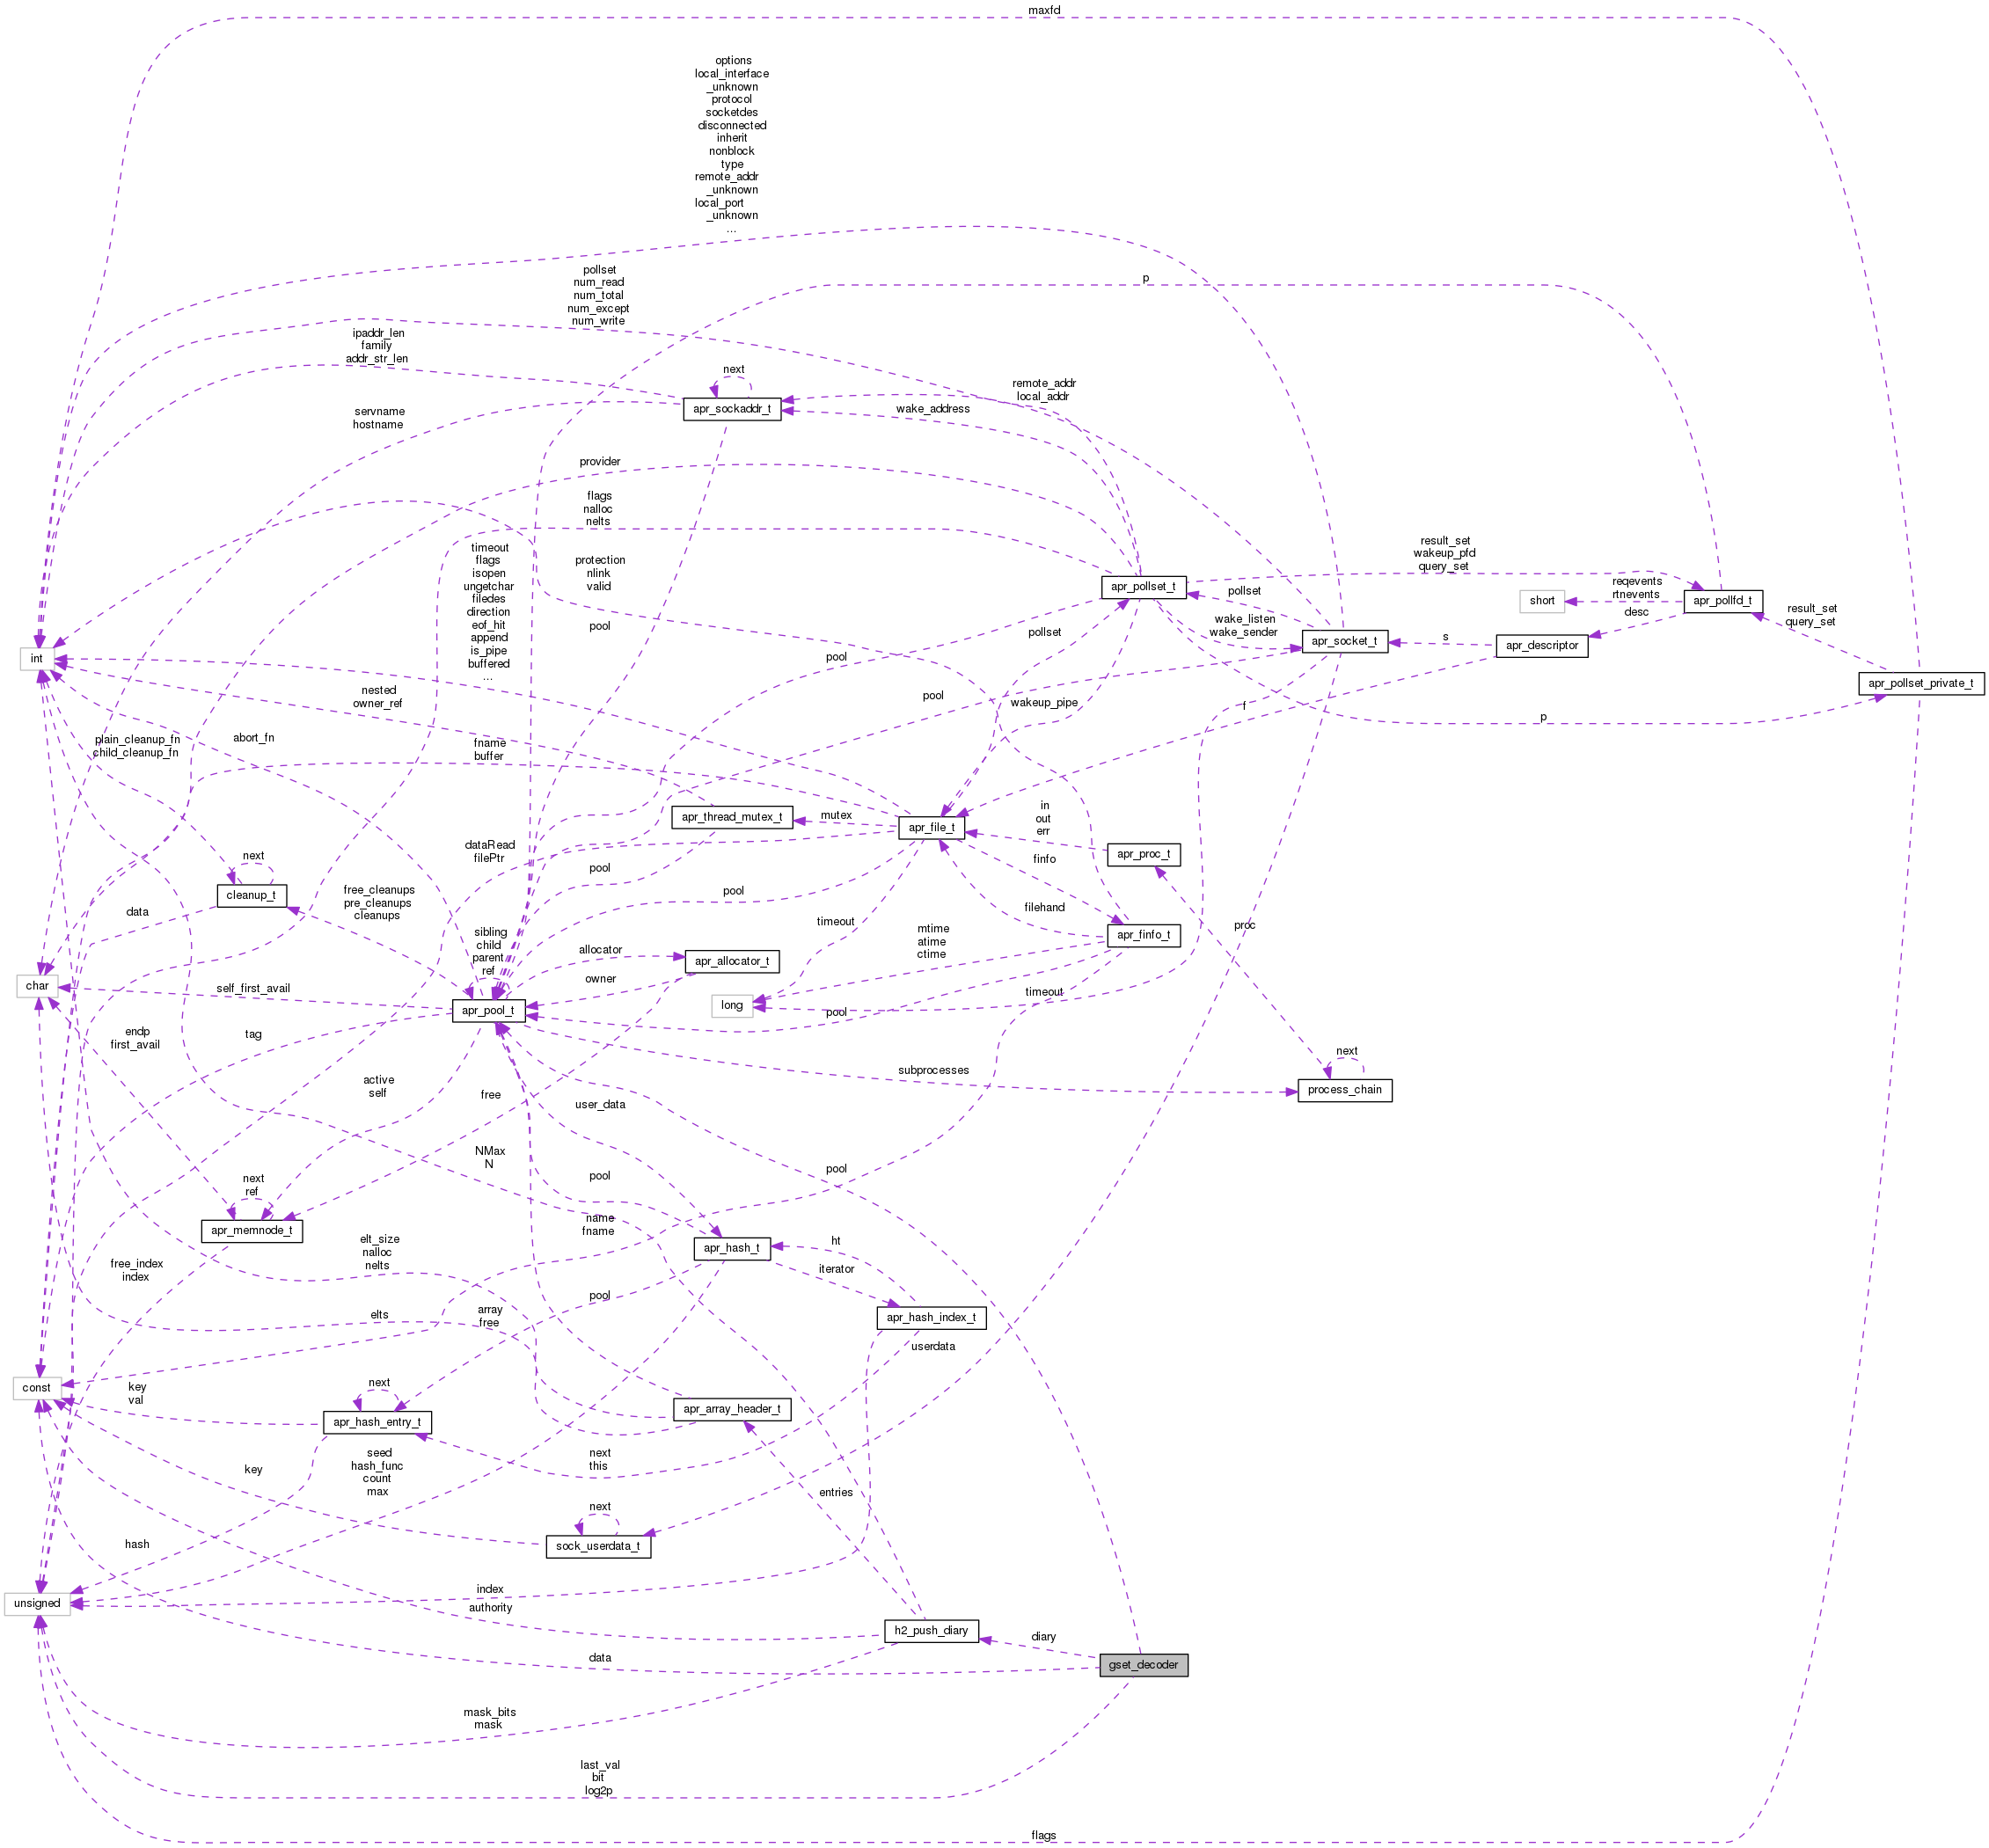 maxfd
options
local_interface
_unknown
protocol
socketdes
disconnected
inherit
nonblock
type
remote_addr
_unknown
local_port
_unknown
...
pollset
num_read
num_total
num_except
num_write
p
ipaddr_len
family
addr_str_len
next
apr_sockaddr_t
remote_addr
local_addr
wake_address
servname
hostname
provider
flags
nalloc
nelts
timeout
flags
isopen
ungetchar
filedes
direction
eof_hit
append
is_pipe
buffered
...
protection
nlink
valid
pool
apr_pollset_t
result_set
wakeup_pfd
query_set
short
reqevents
rtnevents
apr_pollfd_t
pollset
wake_listen
wake_sender
apr_socket_t
s
apr_descriptor
desc
result_set
query_set
int
pool
pollset
apr_pollset_private_t
nested
owner_ref
pool
wakeup_pipe
f
p
plain_cleanup_fn
child_cleanup_fn
abort_fn
fname
buffer
apr_thread_mutex_t
mutex
apr_file_t
in
out
err
apr_proc_t
dataRead
filePtr
next
cleanup_t
pool
finfo
data
free_cleanups
pre_cleanups
cleanups
pool
timeout
filehand
apr_finfo_t
proc
sibling
child
parent
ref
allocator
apr_allocator_t
mtime
atime
ctime
char
self_first_avail
owner
apr_pool_t
long
timeout
pool
endp
first_avail
tag
subprocesses
next
process_chain
active
self
free
user_data
NMax
N
pool
pool
next
ref
apr_memnode_t
name
fname
apr_hash_t
ht
iterator
free_index
index
elt_size
nalloc
nelts
elts
array
free
pool
apr_hash_index_t
userdata
const
key
val
next
apr_hash_entry_t
apr_array_header_t
seed
hash_func
count
max
next
this
key
entries
next
sock_userdata_t
hash
unsigned
index
authority
h2_push_diary
diary
gset_decoder
data
mask_bits
mask
last_val
bit
log2p
flags